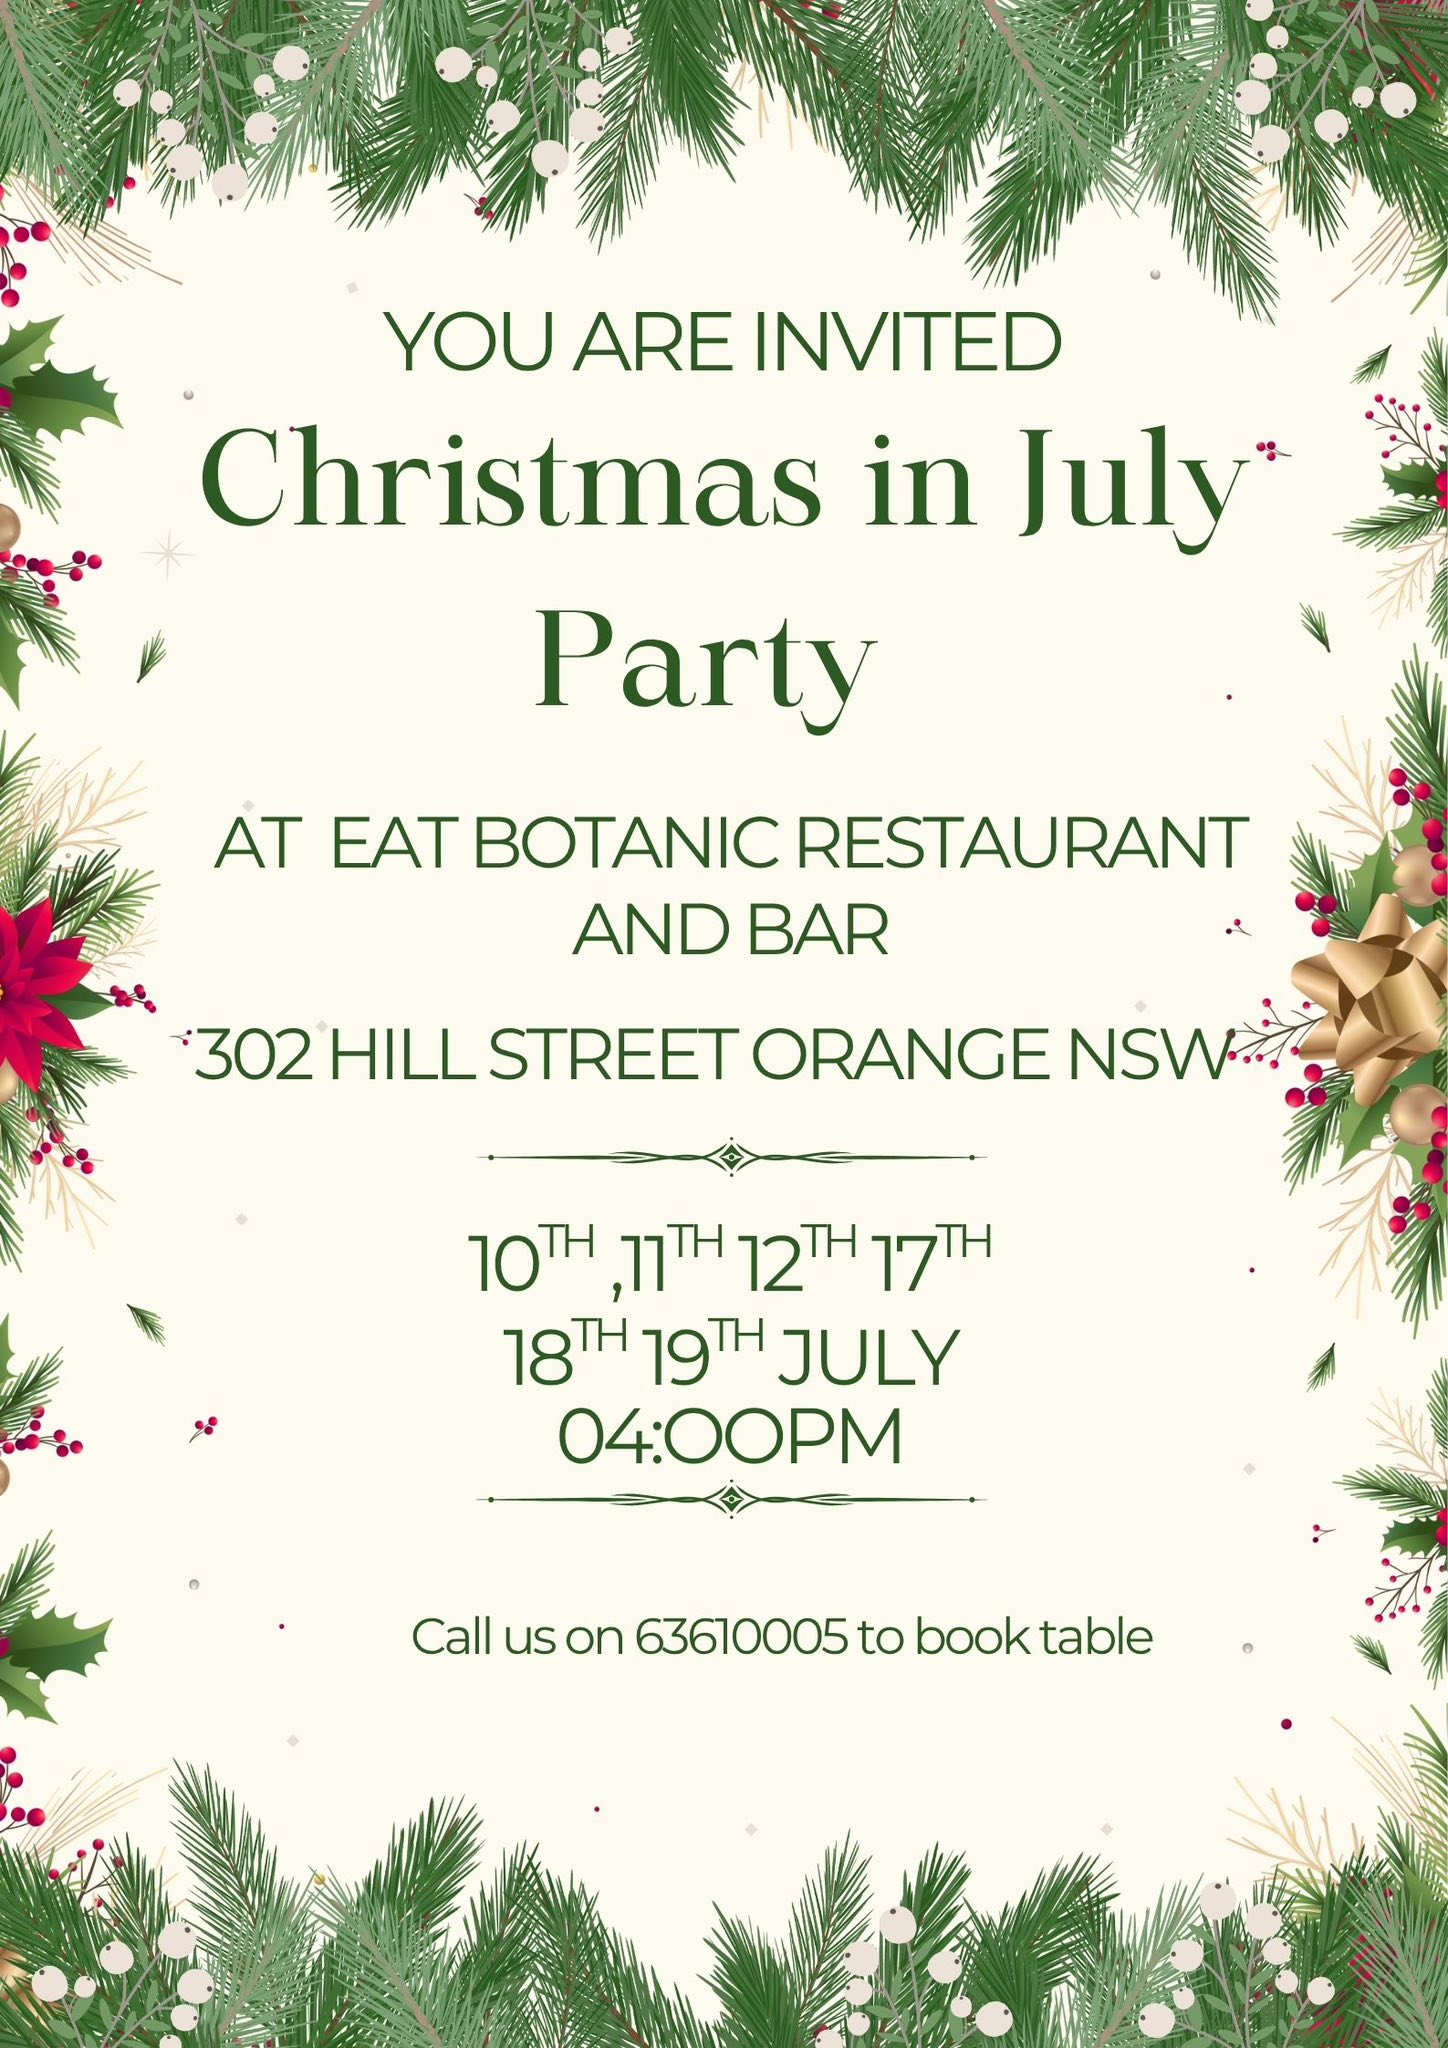 YOU ARE INVITED
Christmas in July
Party
AT EAT BOTANIC RESTAURANT
AND BAR
302 HILL STREET ORANGE NSW
10TH ,11TH 12TH 17TH
18TH 19TH JULY
04:OOPM
Call us on 63610005 to book table